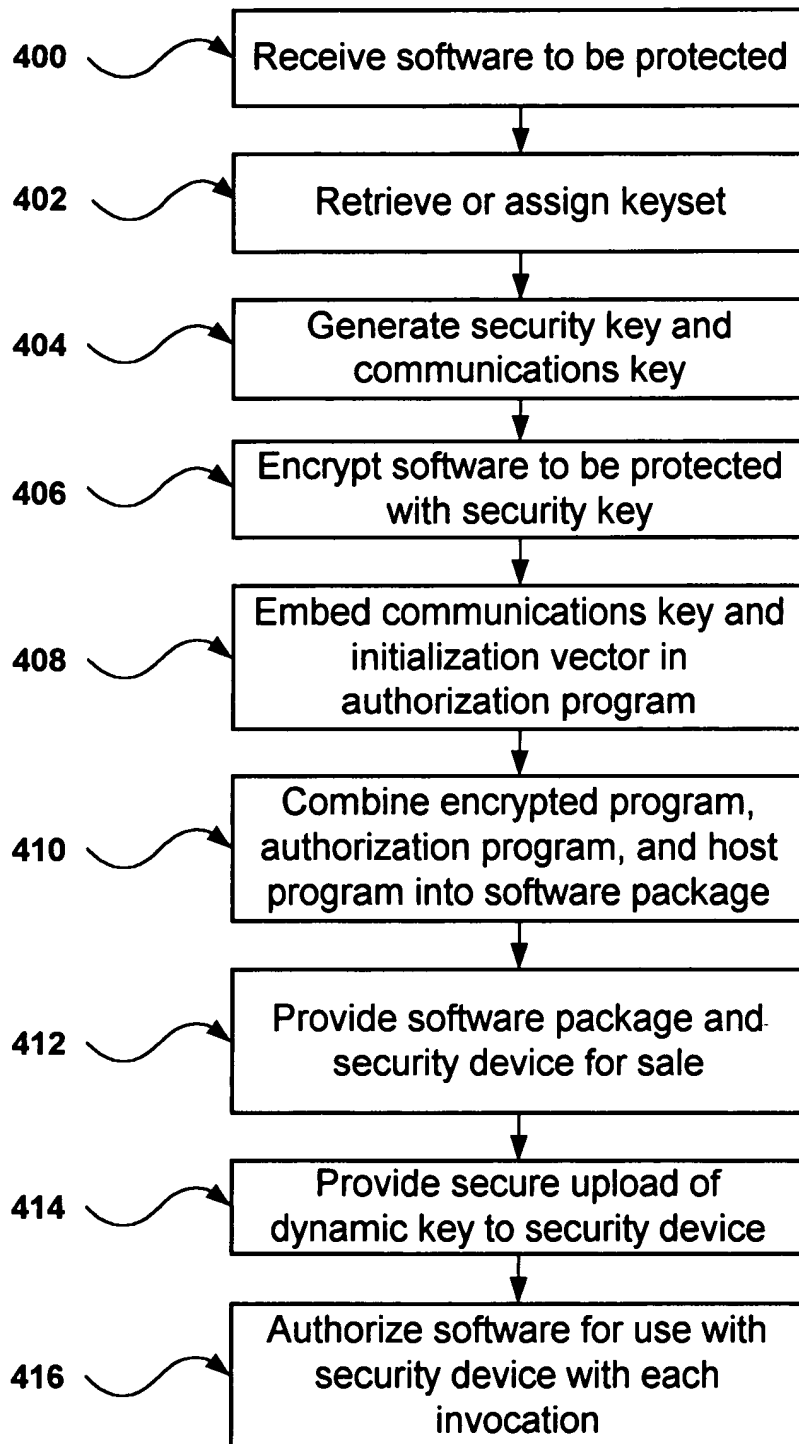 400
Receive software to be protected
402
Retrieve or assign keyset
404
Generate security key and
communications key
406
Encrypt software to be protected
with security key
408
Embed communications key and
initialization vector in
authorization program
410
Combine encrypted program,
authorization program, and host
program into software package
412
Provide software package and
security device for sale
414
Provide secure upload of
dynamic key to security device
416
Authorize software for use with
security device with each
invocation